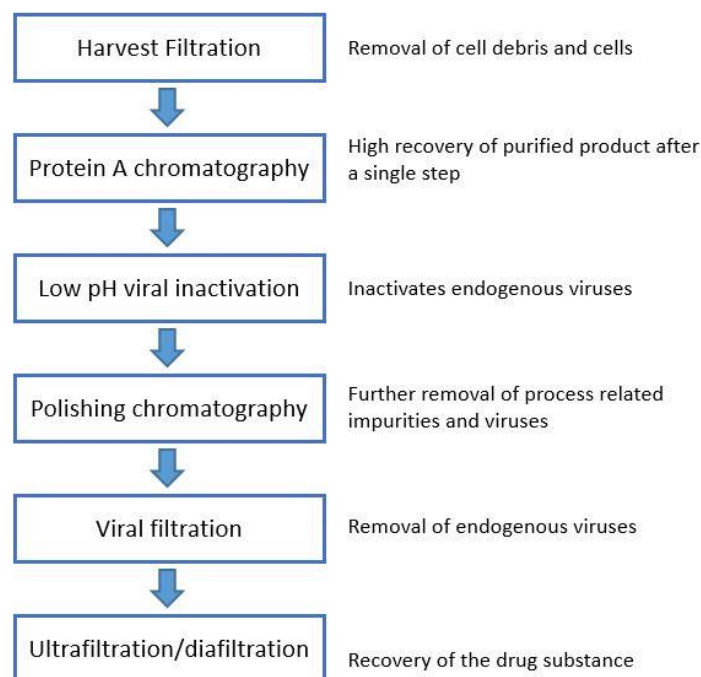 Harvest Filtration
Removal of cell debris and cells
Protein A chromatography
High recovery of purified product after
a single step
Low pH viral inactivation
Inactivates endogenous viruses
Polishing chromatography
Further removal of process related
impurities and viruses
Viral filtration
Removal of endogenous viruses
Ultrafiltration/diafiltration
Recovery of the drug substance